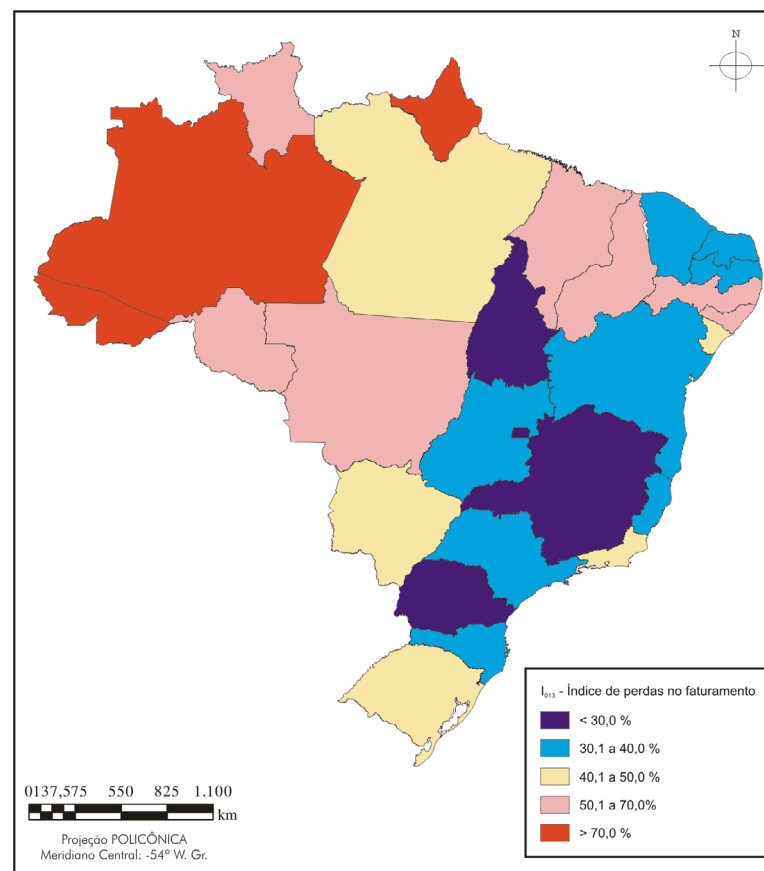 N
I₀₁₃ - Índice de perdas no faturamento
< 30,0 %
30,1 a 40,0 %
40,1 a 50,0 %
50,1 a 70,0%
> 70,0 %
0137,575 550 825 1.100
km
Projeção POLICÔNICA
Meridiano Central: -54º W. Gr.